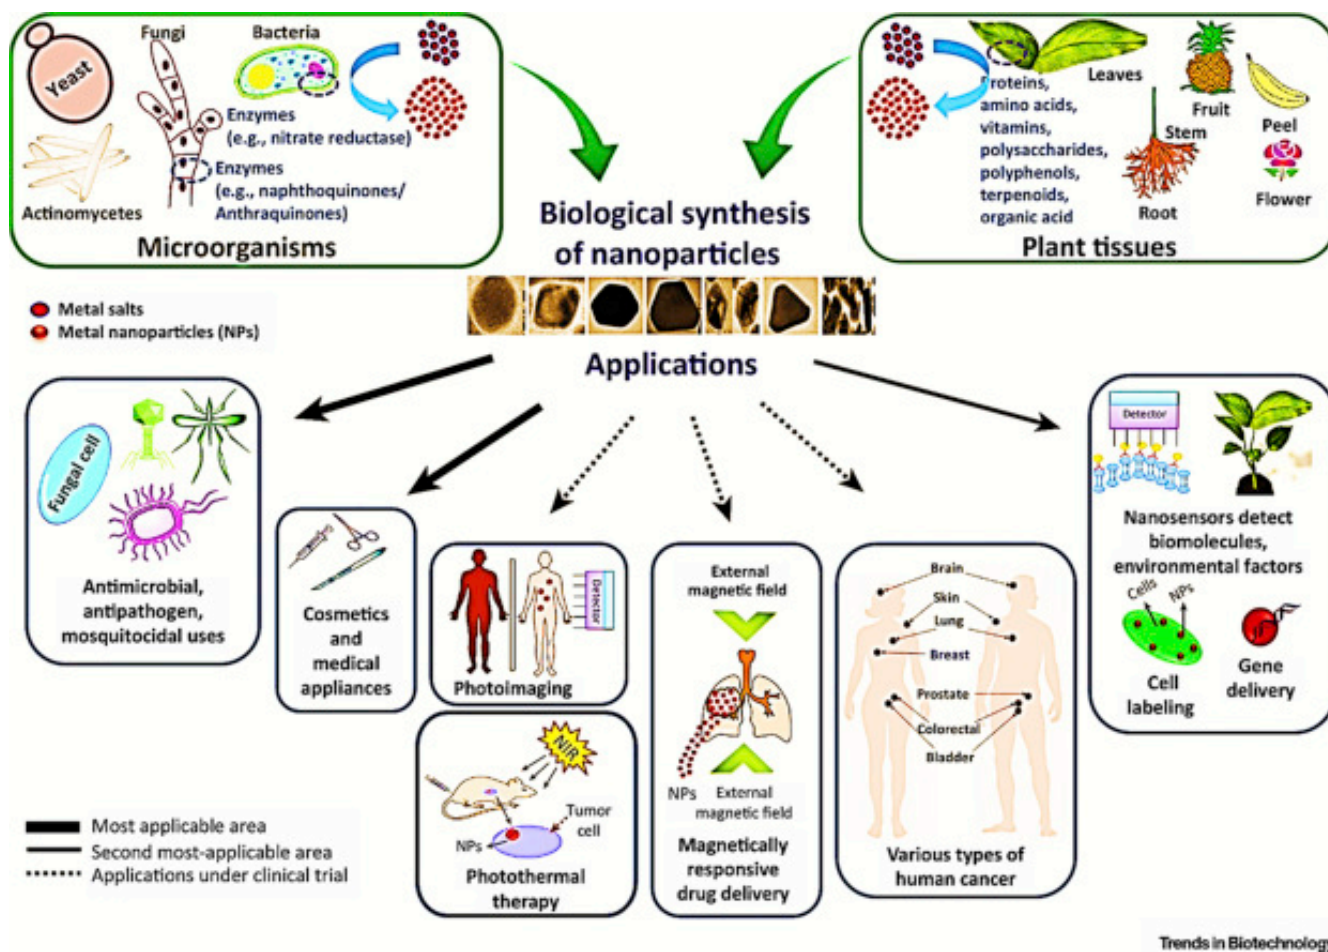 Yeast
Fungi
Bacteria
Enzymes
(e.g., nitrate reductase)
Enzymes
(e.g., naphthoquinones/
Anthraquinones)
Actinomycetes
Microorganisms
Leaves
Proteins,
amino acids,
vitamins,
polysaccharides,
polyphenols,
terpenoids,
organic acid
Fruit
Stem
Peel
Root
Flower
Plant tissues
Biological synthesis
of nanoparticles
Metal salts
Metal nanoparticles (NPs)
Applications
Fungal cell
Antimicrobial,
antipathogen,
mosquitocidal uses
Cosmetics
and
medical
appliances
Detector
Photoimaging
NIR
Tumor
cell
NPs
Photothermal
therapy
External
magnetic field
NPs
External
magnetic field
Magnetically
responsive
drug delivery
Brain
Skin
Lung
Breast
Prostate
Colorectal
Bladder
Various types of
human cancer
Detector
Nanosensors detect
biomolecules,
environmental factors
Cells
NPs
Cell
labeling
Gene
delivery
Most applicable area
Second most-applicable area
Applications under clinical trial
Trends in Biotechnology